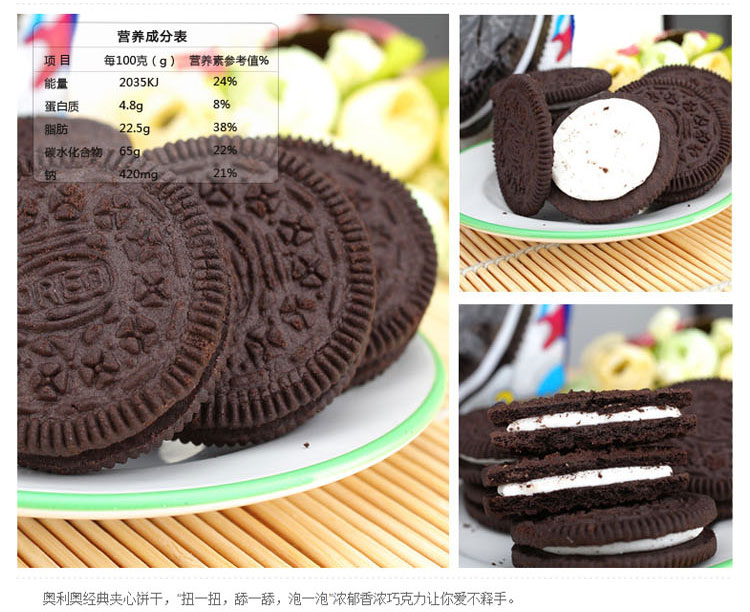 营养成分表
项 目 每100克（g） 营养素参考值%
能量 2035KJ 24%
蛋白质 4.8g 8%
脂肪 22.5g 38%
碳水化合物 65g 22%
钠 420mg 21%
OREO
奥利奥经典夹心饼干，“扭一扭，舔一舔，泡一泡”浓郁香浓巧克力让你爱不释手。